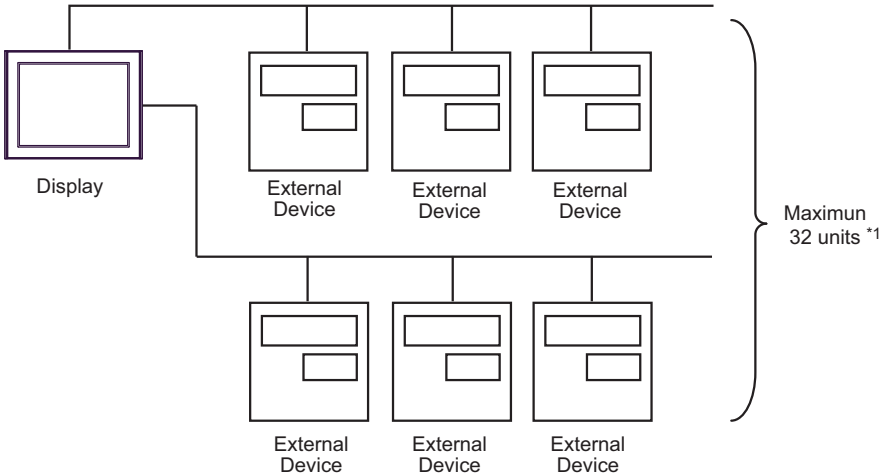 Display
External
Device
External
Device
External
Device
Maximun
32 units *1
External
Device
External
Device
External
Device